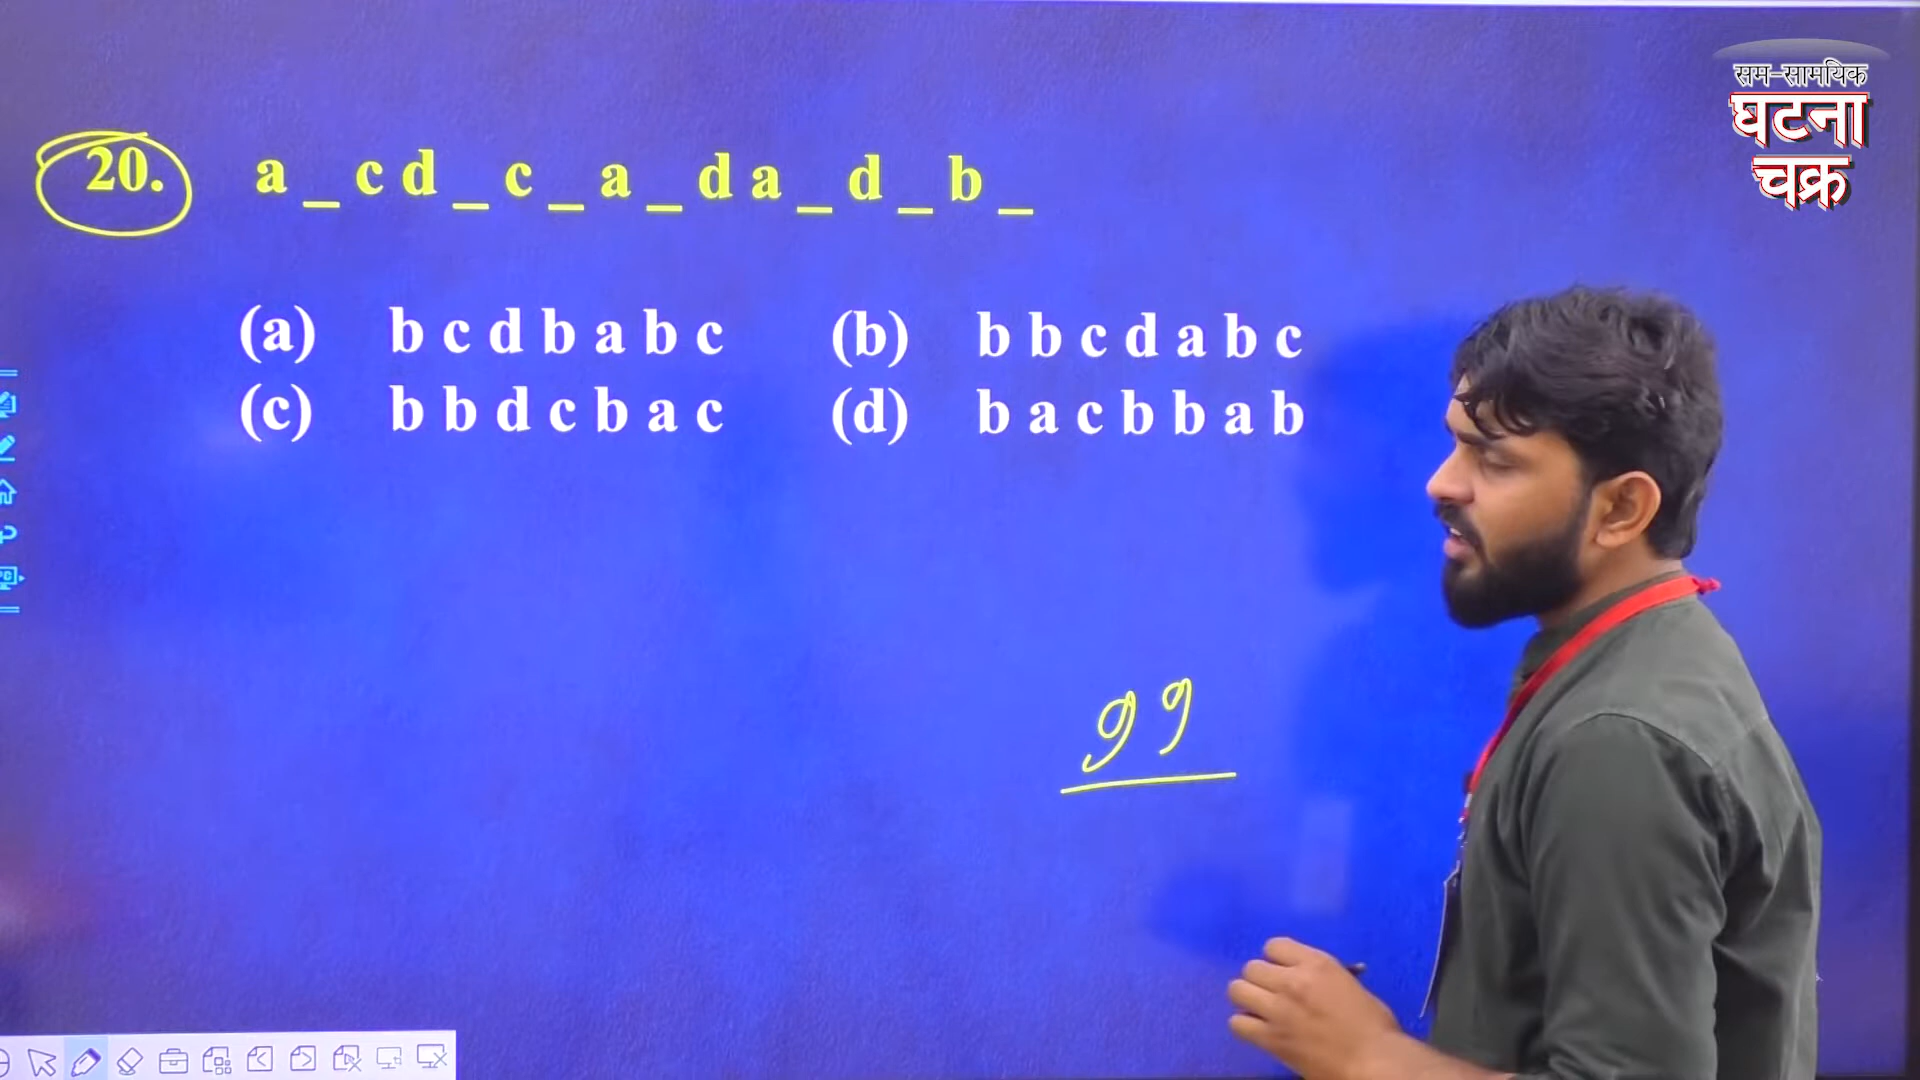 सम-सामयिक
घटना
चक्र
20. a _ c d _ c _ a _ d a _ d _ b _
(a) b c d b a b c (b) b b c d a b c
(c) b b d c b a c (d) b a c b b a b
99